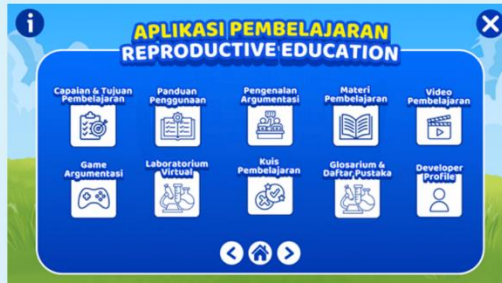 i
APLIKASI PEMBELAJARAN
REPRODUCTIVE EDUCATION
Capaian & Tujuan
Pembelajaran
Panduan
Penggunaan
Pengenalan
Argumentasi
Materi
Pembelajaran
Video
Pembelajaran
Game
Argumentasi
Laboratorium
Virtual
Kuis
Pembelajaran
Glosarium &
Daftar Pustaka
Developer
Profile